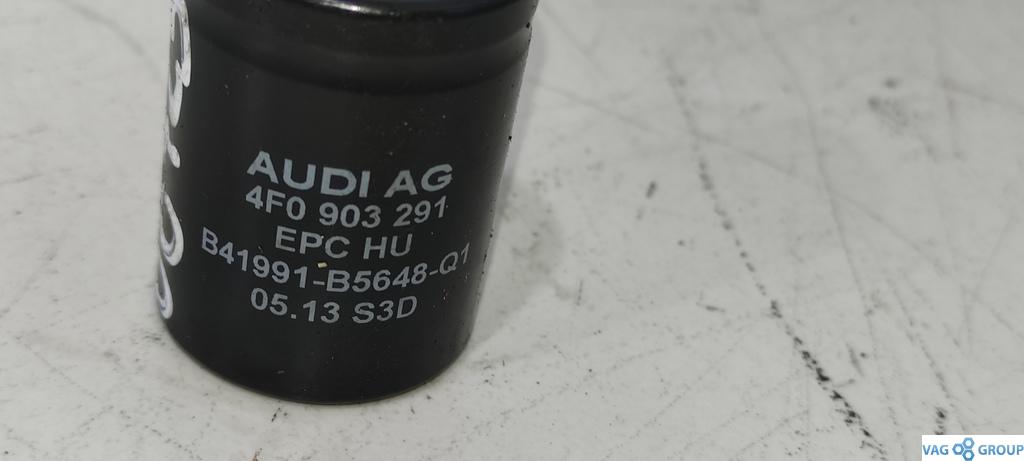 AUDI AG
4F0 903 291
EPC HU
B41991-B5648-Q1
05.13 S3D
VAG GROUP